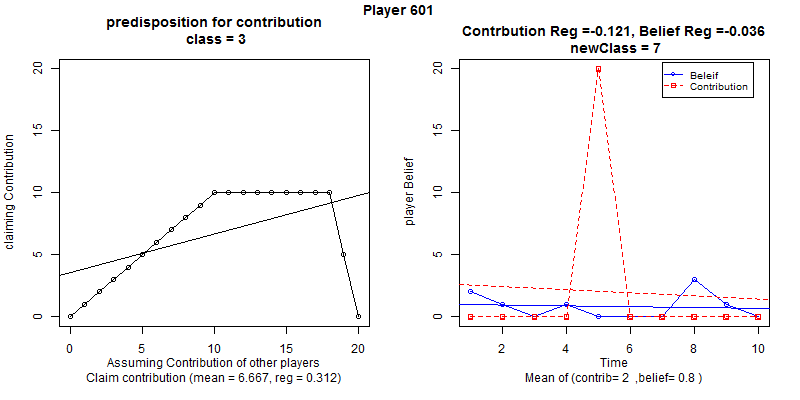 Player 601
predisposition for contribution
class = 3
claiming Contribution
0
5
10
15
20
0
5
10
15
20
Assuming Contribution of other players
Claim contribution (mean = 6.667, reg = 0.312)
Contrbution Reg =-0.121, Belief Reg =-0.036
newClass = 7
Beleif
Contribution
player Belief
0
5
10
15
20
2
4
6
8
10
Time
Mean of (contrib= 2 ,belief= 0.8 )